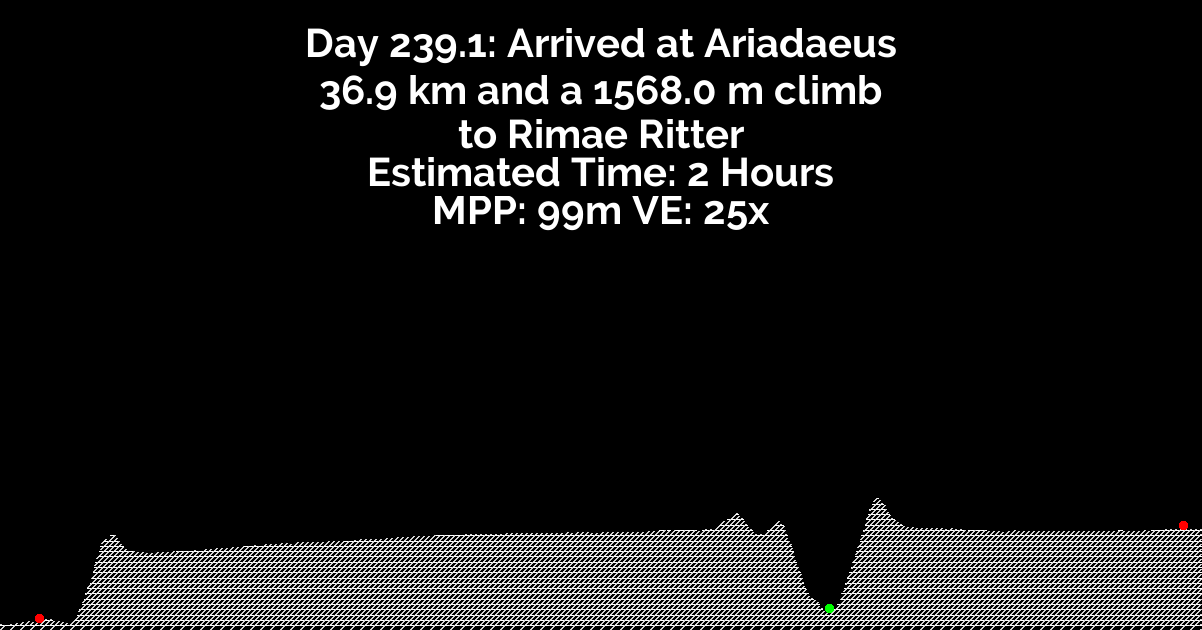 Day 239.1: Arrived at Ariadaeus
36.9 km and a 1568.0 m climb
to Rimae Ritter
Estimated Time: 2 Hours
MPP: 99m VE: 25x